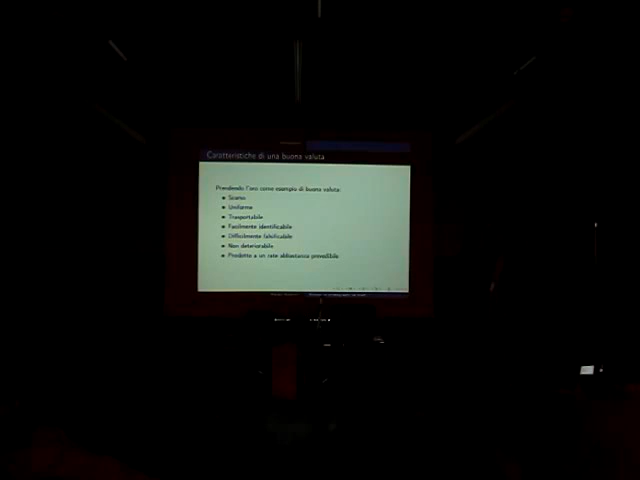 Caratteristiche di una buona valuta
Prendendo l'oro come esempio di buona valuta:
Scarso
Uniforme
Trasportabile
Facilmente identificabile
Difficilmente falsificabile
Non deteriorabile
Prodotto a un rate abbastanza prevedibile